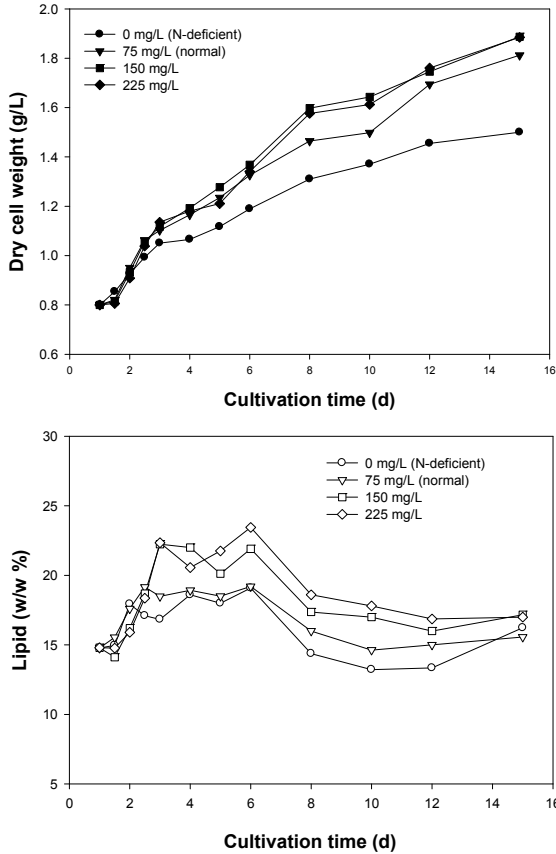 2.0
0 mg/L (N-deficient)
75 mg/L (normal)
150 mg/L
225 mg/L
1.8
1.6
1.4
1.2
1.0
0.8
0.6
Dry cell weight (g/L)
0 2 4 6 8 10 12 14 16
Cultivation time (d)
30
0 mg/L (N-deficient)
75 mg/L (normal)
150 mg/L
225 mg/L
25
20
15
10
5
Lipid (w/w %)
0 2 4 6 8 10 12 14 16
Cultivation time (d)